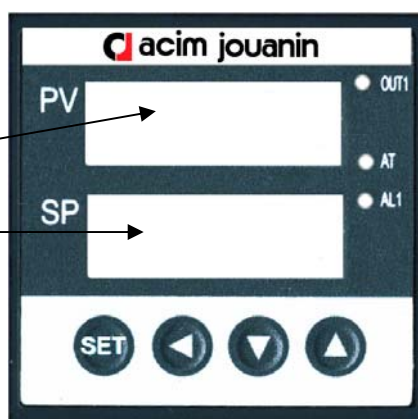 acim jouanin
PV
OUT1
AT
SP
AL1
SET